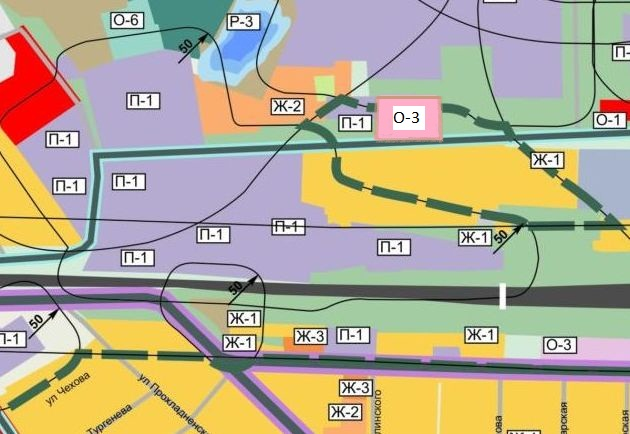 О-6
Р-3
50
П-1
Ж-2
П-1
О-3
О-1
П-1
Ж-1
П-1
П-1
П-1
П-1
П-1
Ж-1
50
П-1
П-1
50
50
Ж-1
Ж-1
Ж-3
П-1
Ж-1
О-3
ул Чехова
ул Прохладненск
Тургенева
Ж-3
Ж-2